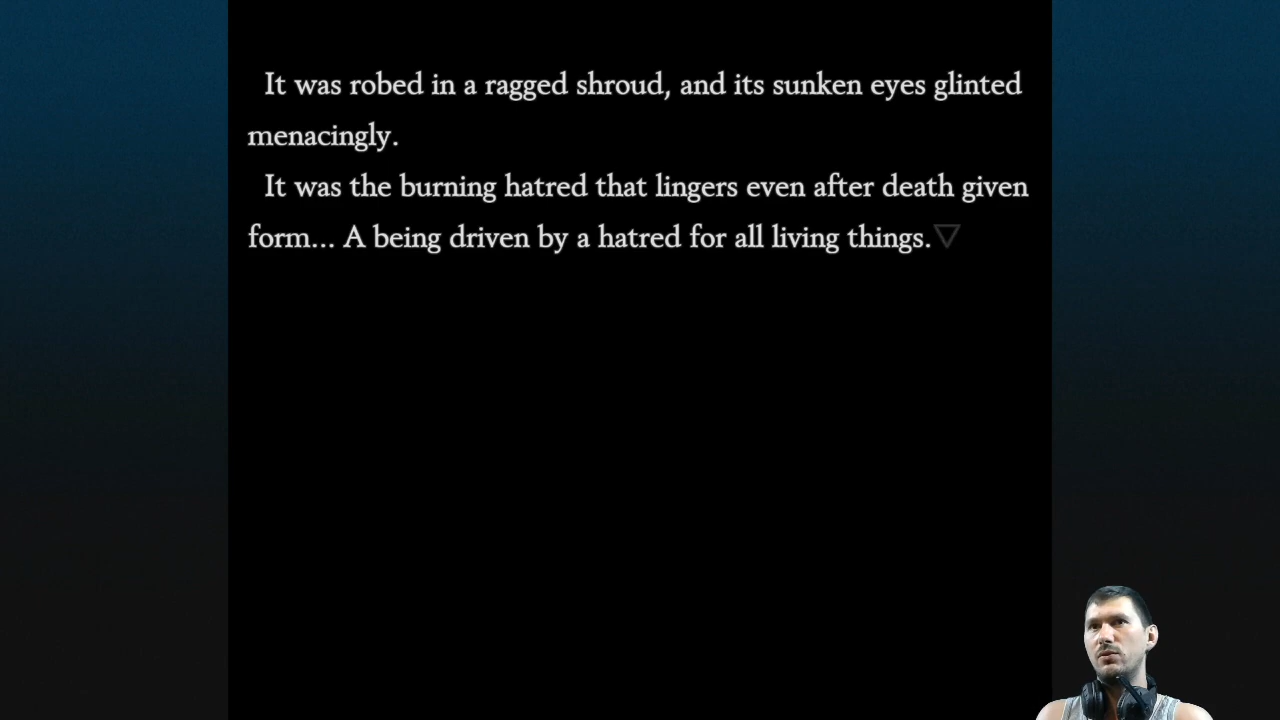 It was robed in a ragged shroud, and its sunken eyes glinted
menacingly.
It was the burning hatred that lingers even after death given
form... A being driven by a hatred for all living things.